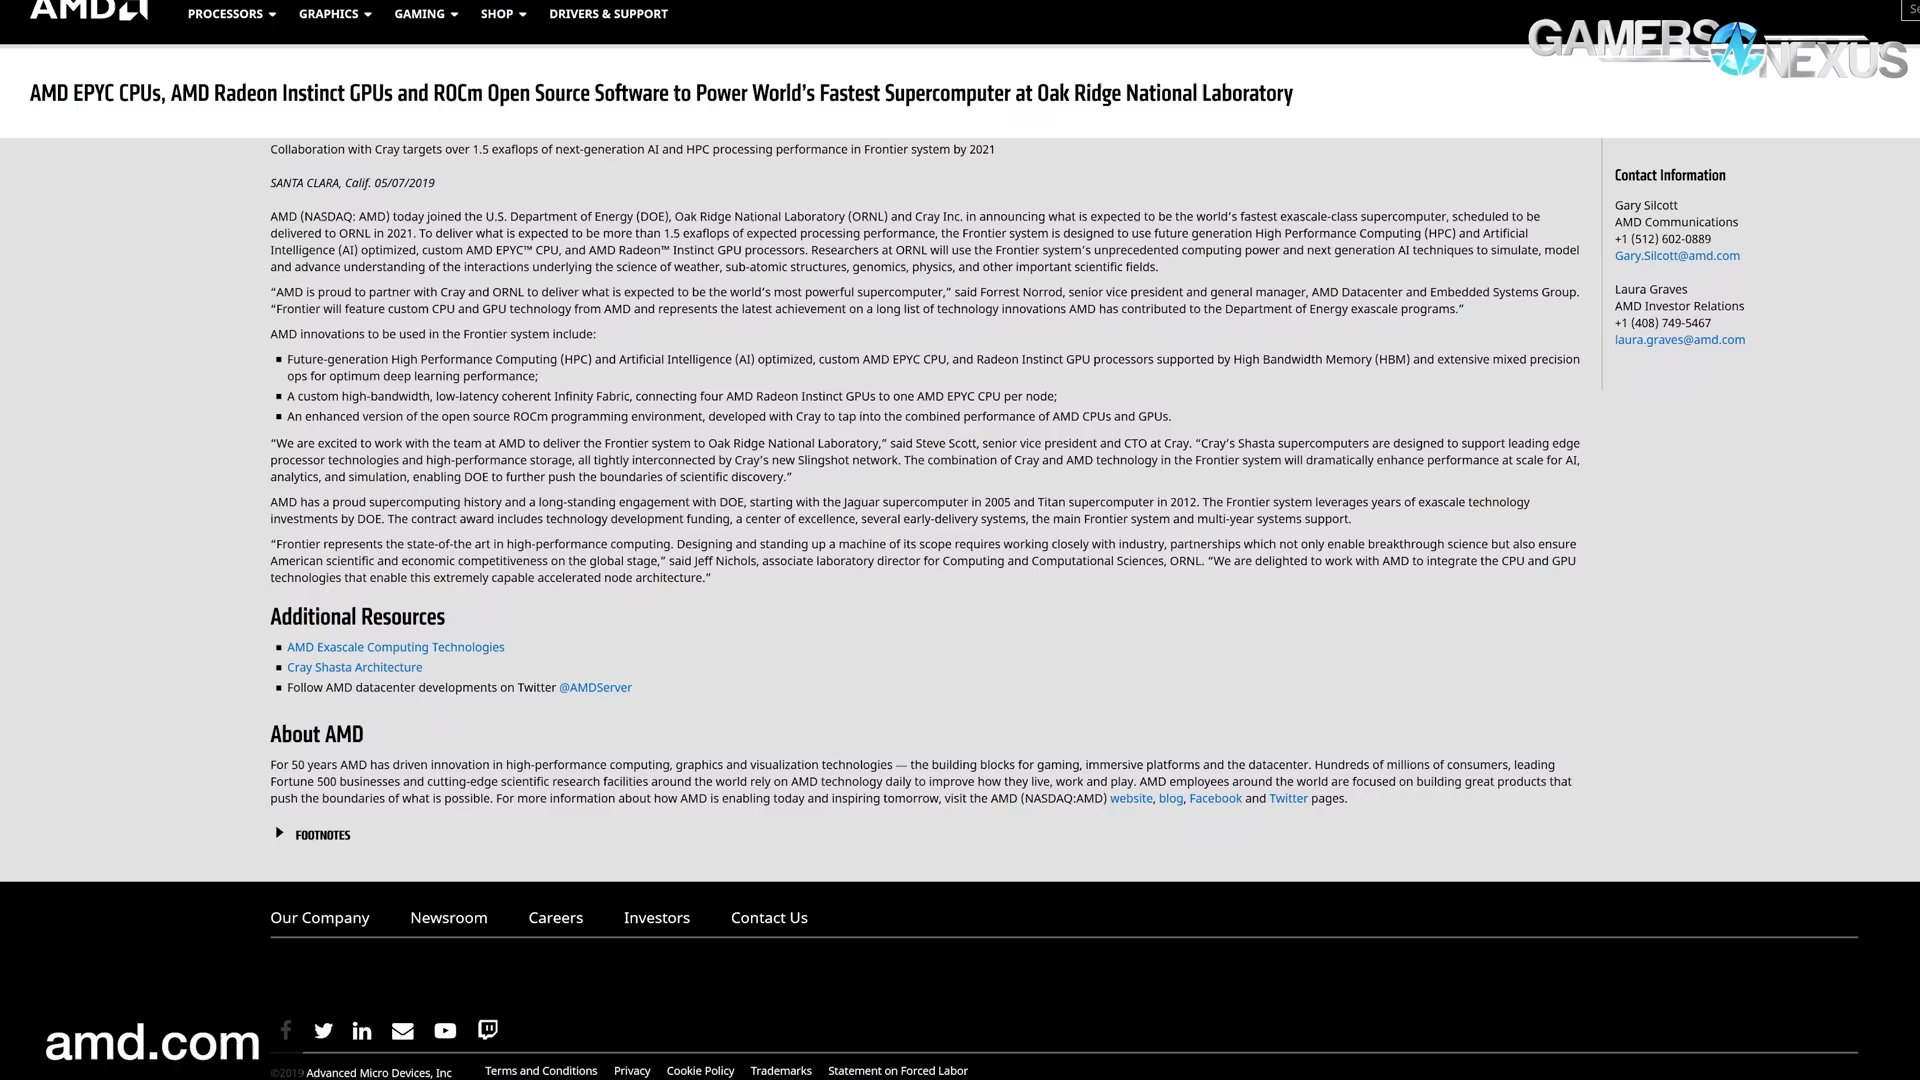 AMD
PROCESSORS GRAPHICS GAMING SHOP DRIVERS & SUPPORT
Se
GAMERS NEXUS
AMD EPYC CPUs, AMD Radeon Instinct GPUs and ROCm Open Source Software to Power World’s Fastest Supercomputer at Oak Ridge National Laboratory
Collaboration with Cray targets over 1.5 exaflops of next-generation AI and HPC processing performance in Frontier system by 2021
SANTA CLARA, Calif. 05/07/2019
AMD (NASDAQ: AMD) today joined the U.S. Department of Energy (DOE), Oak Ridge National Laboratory (ORNL) and Cray Inc. in announcing what is expected to be the world’s fastest exascale-class supercomputer, scheduled to be
delivered to ORNL in 2021. To deliver what is expected to be more than 1.5 exaflops of expected processing performance, the Frontier system is designed to use future generation High Performance Computing (HPC) and Artificial
Intelligence (AI) optimized, custom AMD EPYC™ CPU, and AMD Radeon™ Instinct GPU processors. Researchers at ORNL will use the Frontier system’s unprecedented computing power and next generation AI techniques to simulate, model
and advance understanding of the interactions underlying the science of weather, sub-atomic structures, genomics, physics, and other important scientific fields.
“AMD is proud to partner with Cray and ORNL to deliver what is expected to be the world’s most powerful supercomputer,” said Forrest Norrod, senior vice president and general manager, AMD Datacenter and Embedded Systems Group.
“Frontier will feature custom CPU and GPU technology from AMD and represents the latest achievement on a long list of technology innovations AMD has contributed to the Department of Energy exascale programs.”
AMD innovations to be used in the Frontier system include:
Future-generation High Performance Computing (HPC) and Artificial Intelligence (AI) optimized, custom AMD EPYC CPU, and Radeon Instinct GPU processors supported by High Bandwidth Memory (HBM) and extensive mixed precision
ops for optimum deep learning performance;
A custom high-bandwidth, low-latency coherent Infinity Fabric, connecting four AMD Radeon Instinct GPUs to one AMD EPYC CPU per node;
An enhanced version of the open source ROCm programming environment, developed with Cray to tap into the combined performance of AMD CPUs and GPUs.
“We are excited to work with the team at AMD to deliver the Frontier system to Oak Ridge National Laboratory,” said Steve Scott, senior vice president and CTO at Cray. “Cray’s Shasta supercomputers are designed to support leading edge
processor technologies and high-performance storage, all tightly interconnected by Cray’s new Slingshot network. The combination of Cray and AMD technology in the Frontier system will dramatically enhance performance at scale for AI,
analytics, and simulation, enabling DOE to further push the boundaries of scientific discovery.”
AMD has a proud supercomputing history and a long-standing engagement with DOE, starting with the Jaguar supercomputer in 2005 and Titan supercomputer in 2012. The Frontier system leverages years of exascale technology
investments by DOE. The contract award includes technology development funding, a center of excellence, several early-delivery systems, the main Frontier system and multi-year systems support.
“Frontier represents the state-of-the art in high-performance computing. Designing and standing up a machine of its scope requires working closely with industry, partnerships which not only enable breakthrough science but also ensure
American scientific and economic competitiveness on the global stage,” said Jeff Nichols, associate laboratory director for Computing and Computational Sciences, ORNL. “We are delighted to work with AMD to integrate the CPU and GPU
technologies that enable this extremely capable accelerated node architecture.”
Additional Resources
AMD Exascale Computing Technologies
Cray Shasta Architecture
Follow AMD datacenter developments on Twitter @AMDServer
About AMD
For 50 years AMD has driven innovation in high-performance computing, graphics and visualization technologies — the building blocks for gaming, immersive platforms and the datacenter. Hundreds of millions of consumers, leading
Fortune 500 businesses and cutting-edge scientific research facilities around the world rely on AMD technology daily to improve how they live, work and play. AMD employees around the world are focused on building great products that
push the boundaries of what is possible. For more information about how AMD is enabling today and inspiring tomorrow, visit the AMD (NASDAQ:AMD) website, blog, Facebook and Twitter pages.
FOOTNOTES
Contact Information
Gary Silcott
AMD Communications
+1 (512) 602-0889
Gary.Silcott@amd.com
Laura Graves
AMD Investor Relations
+1 (408) 749-5467
laura.graves@amd.com
Our Company Newsroom Careers Investors Contact Us
amd.com
©2019 Advanced Micro Devices, Inc Terms and Conditions Privacy Cookie Policy Trademarks Statement on Forced Labor